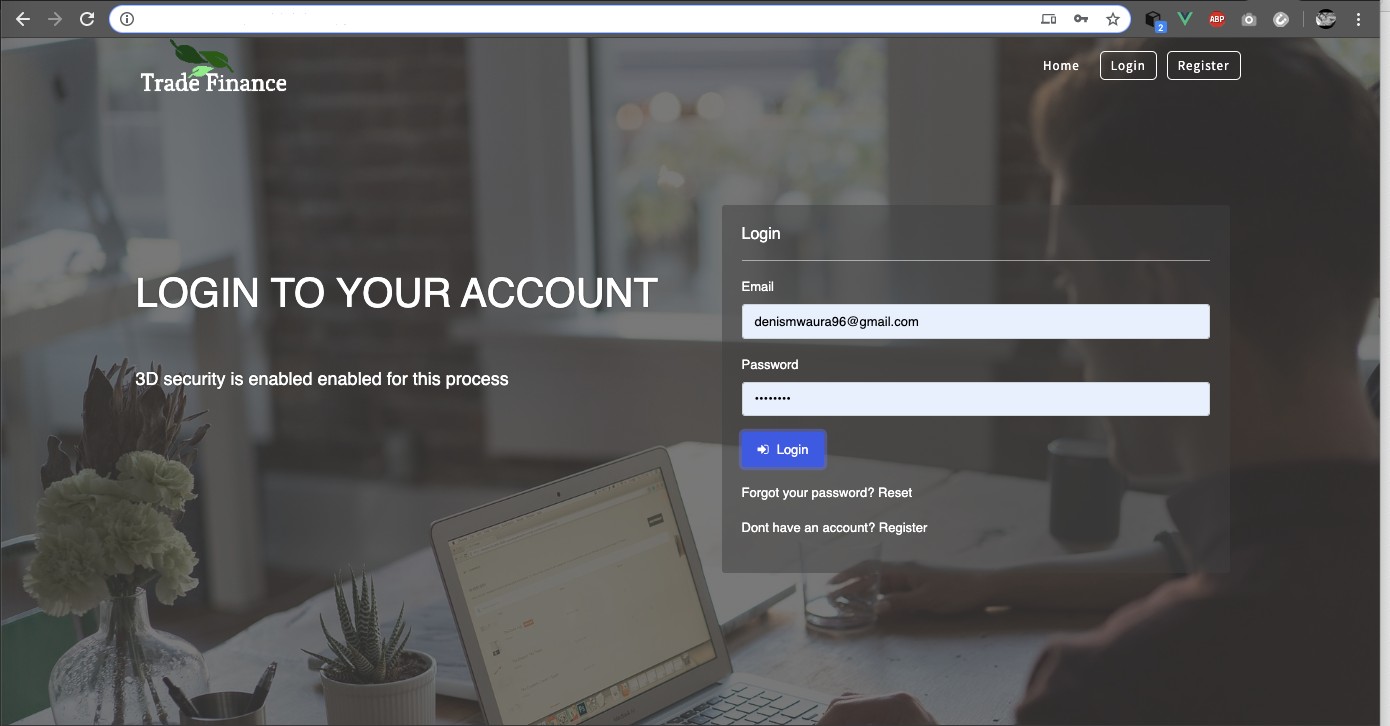 2
ABP
Trade Finance
Home
Login
Register
LOGIN TO YOUR ACCOUNT
3D security is enabled enabled for this process
Login
Email
denismwaura96@gmail.com
Password
••••••••
Login
Forgot your password? Reset
Dont have an account? Register